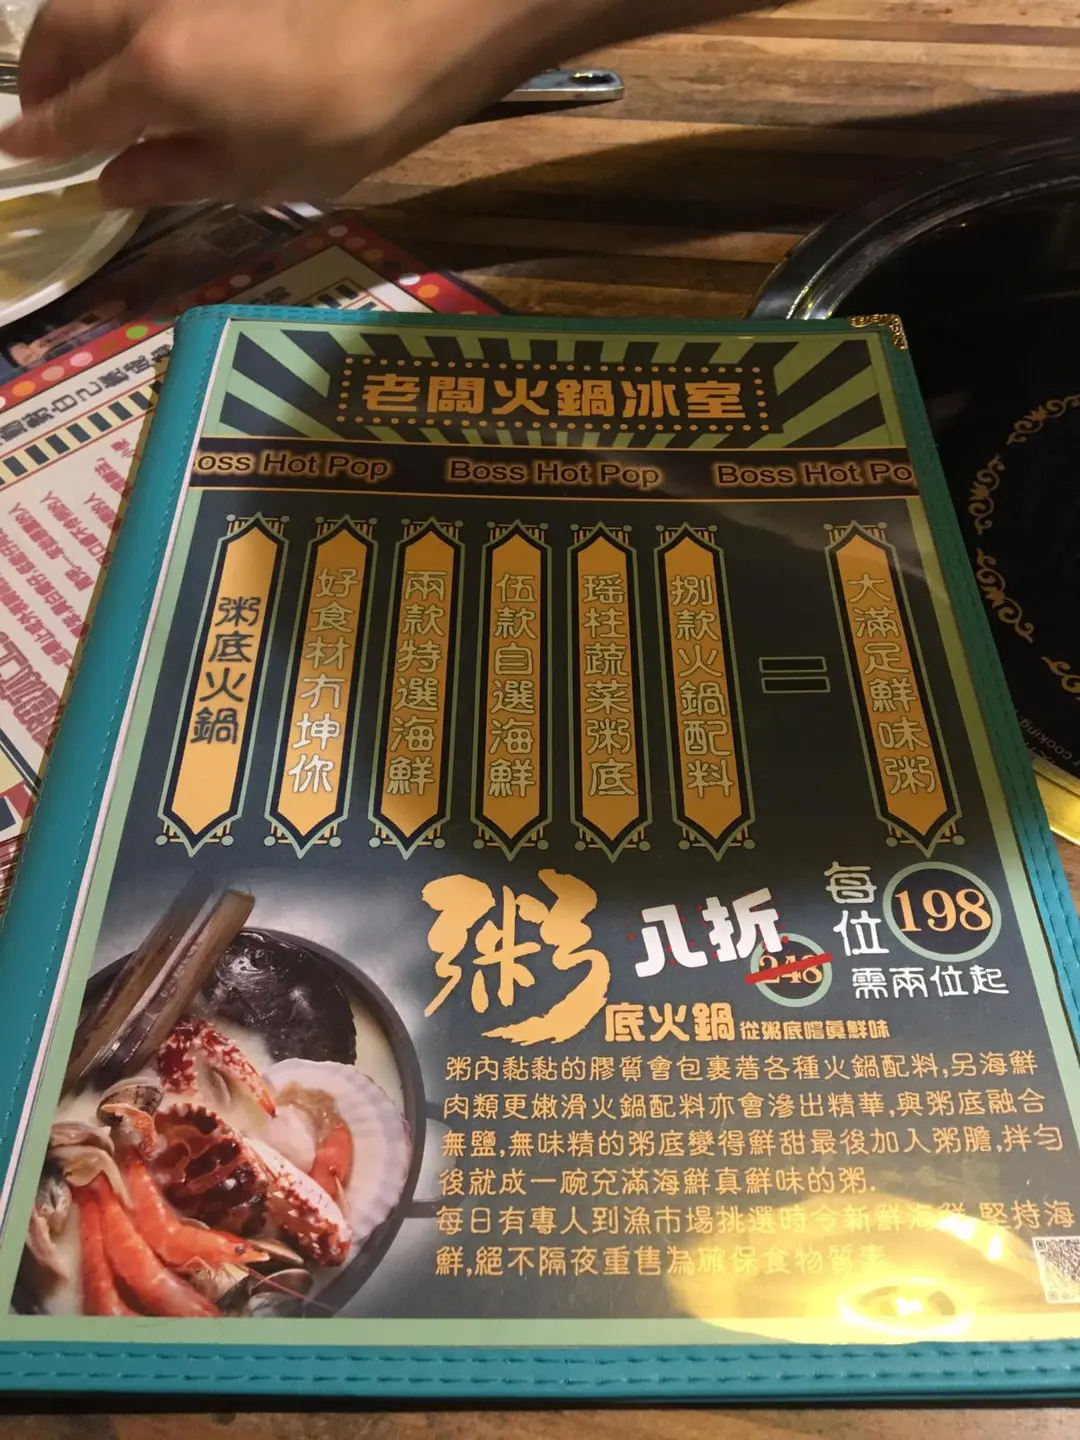 老闆火鍋冰室
oss Hot Pop Boss Hot Pop Boss Hot Po
粥底火鍋
好食材冇坤你
兩款特選海鮮
伍款自選海鮮
瑶柱蔬菜粥底
捌款火鍋配料
=
大滿足鮮味粥
粥
底火鍋
從粥底嚐真鮮味
八折
248
每位
198
需兩位起
粥內黏黏的膠質會包裹著各種火鍋配料,另海鮮
肉類更嫩滑火鍋配料亦會滲出精華,與粥底融合
無鹽,無味精的粥底變得鮮甜最後加入粥膽,拌勻
後就成一碗充滿海鮮真鮮味的粥.
每日有專人到漁市場挑選時令新鮮海鮮,堅持海
鮮,絕不隔夜重售為確保食物質素